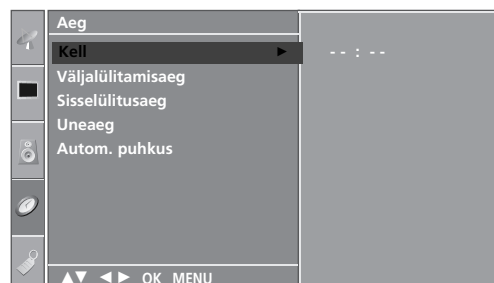 Aeg
Kell ► - - : - -
Väljalülitamisaeg
Sisselülitusaeg
Uneaeg
Autom. puhkus
▲▼ ◄► OK MENU